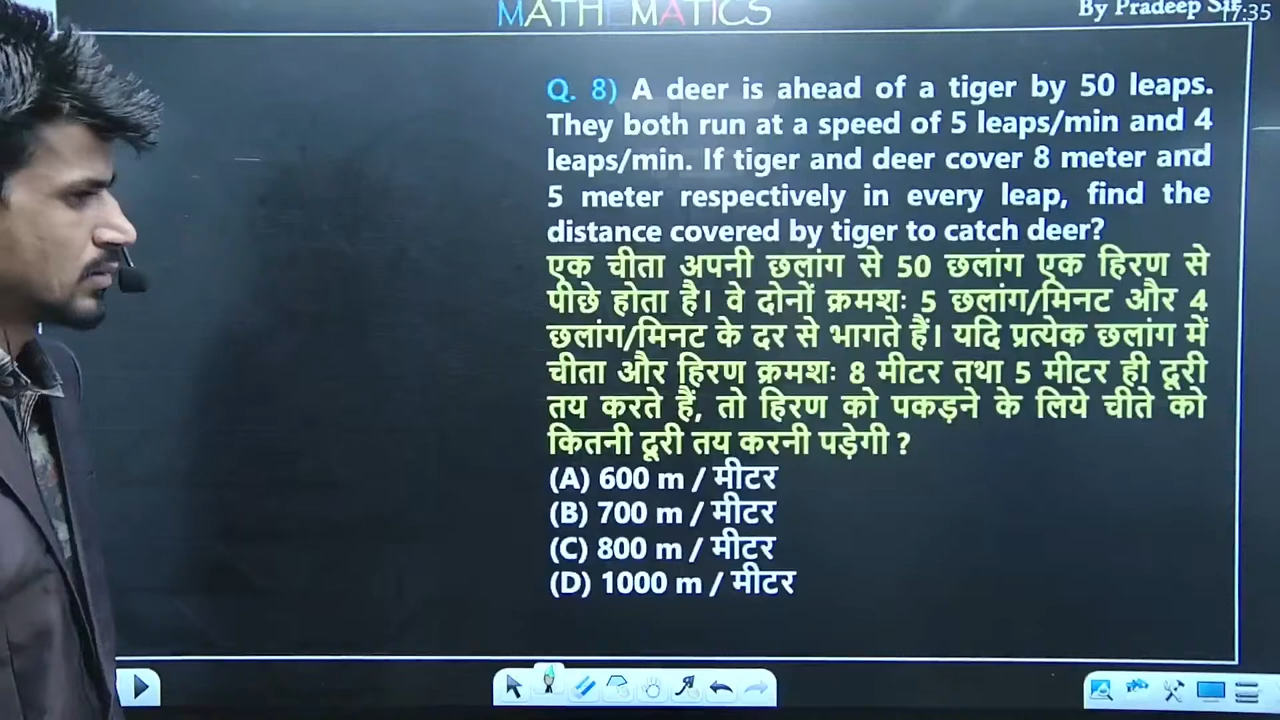 MATHEMATICS
By Pradeep Sir
17:35
Q. 8) A deer is ahead of a tiger by 50 leaps.
They both run at a speed of 5 leaps/min and 4
leaps/min. If tiger and deer cover 8 meter and
5 meter respectively in every leap, find the
distance covered by tiger to catch deer?
एक चीता अपनी छलांग से 50 छलांग एक हिरण से
पीछे होता है। वे दोनों क्रमशः 5 छलांग/मिनट और 4
छलांग/मिनट के दर से भागते हैं। यदि प्रत्येक छलांग में
चीता और हिरण क्रमशः 8 मीटर तथा 5 मीटर ही दूरी
तय करते हैं, तो हिरण को पकड़ने के लिये चीते को
कितनी दूरी तय करनी पड़ेगी ?
(A) 600 m / मीटर
(B) 700 m / मीटर
(C) 800 m / मीटर
(D) 1000 m / मीटर